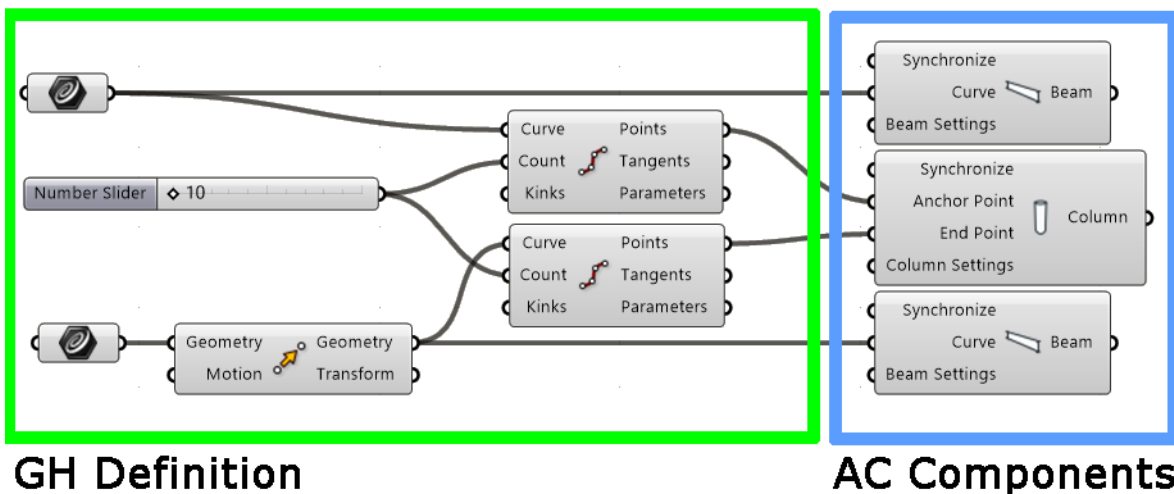 Number Slider 10
Geometry Geometry
Motion Transform
Curve Points
Count Tangents
Kinks Parameters
Curve Points
Count Tangents
Kinks Parameters
Synchronize
Curve Beam
Beam Settings
Synchronize
Anchor Point
Column
End Point
Column Settings
Synchronize
Curve Beam
Beam Settings
GH Definition
AC Components